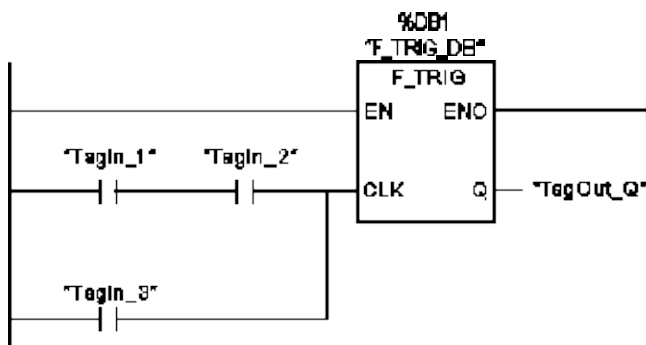 %DB1
"F_TRIG_DB"
F_TRIG
EN ENO
"TagIn_1" "TagIn_2"
CLK Q "TagOut_Q"
"TagIn_3"